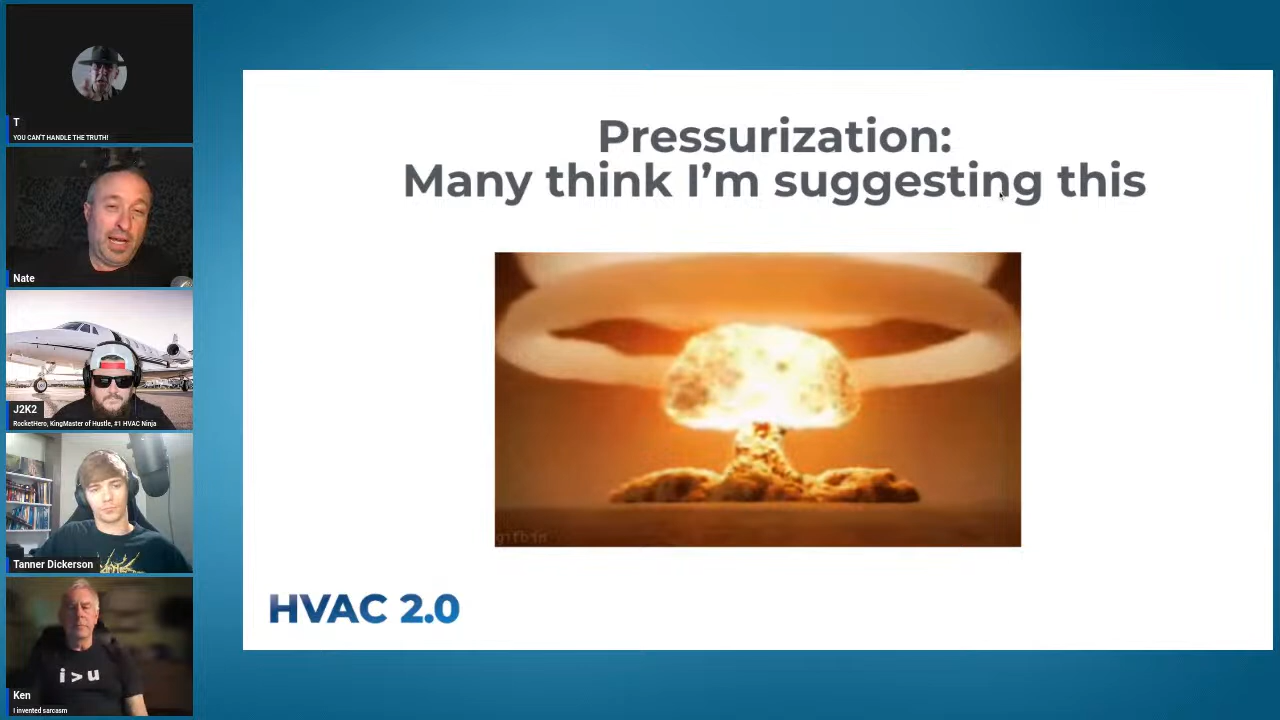 T
YOU CAN'T HANDLE THE TRUTH!
Nate
J2K2
RocketHero, KingMaster of Hustle, #1 HVAC Ninja
Tanner Dickerson
i>u
Ken
I invented sarcasm
Pressurization:
Many think I'm suggesting this
gifbin
HVAC 2.0